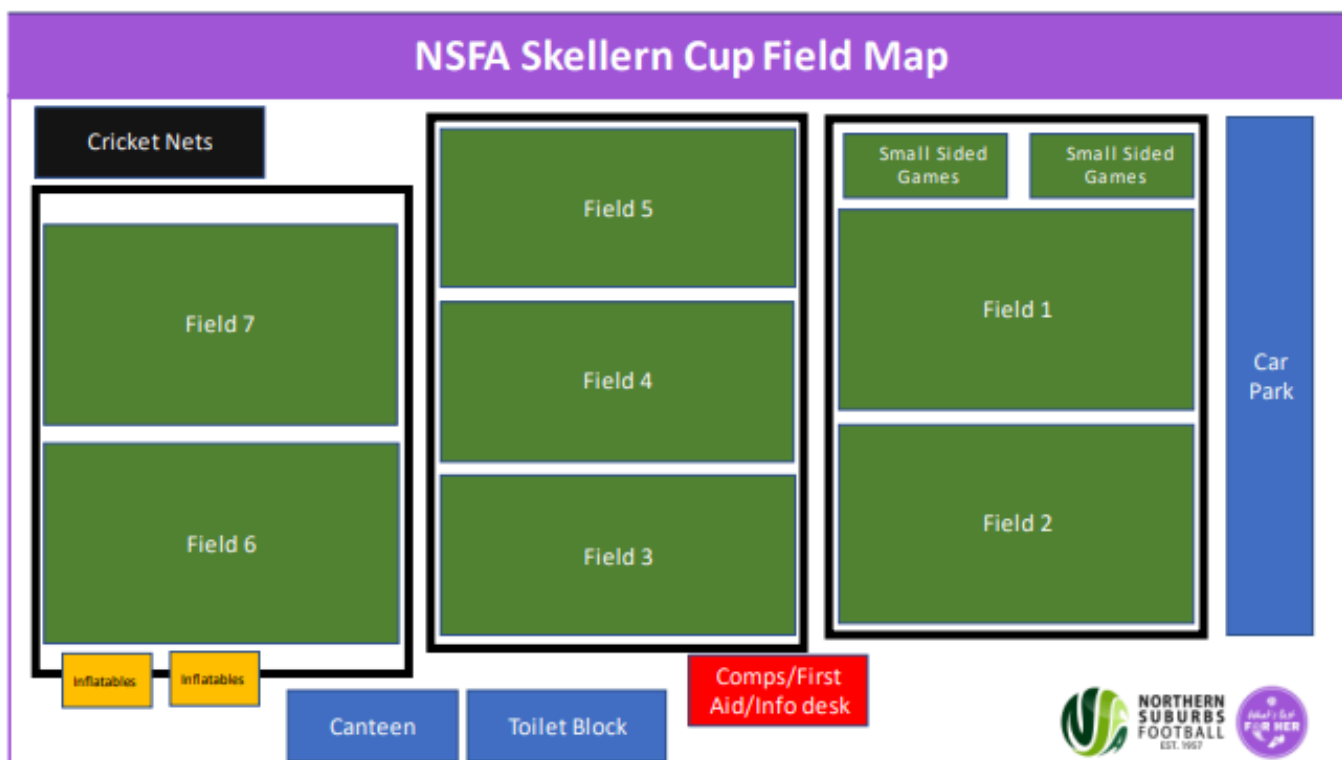 NSFA Skellern Cup Field Map
Cricket Nets
Field 7
Field 6
Inflatables
Inflatables
Field 5
Field 4
Field 3
Small Sided
Games
Small Sided
Games
Field 1
Field 2
Car
Park
Canteen
Toilet Block
Comps/First
Aid/Info desk
NORTHERN
SUBURBS
FOOTBALL
EST. 1957
FOR HER